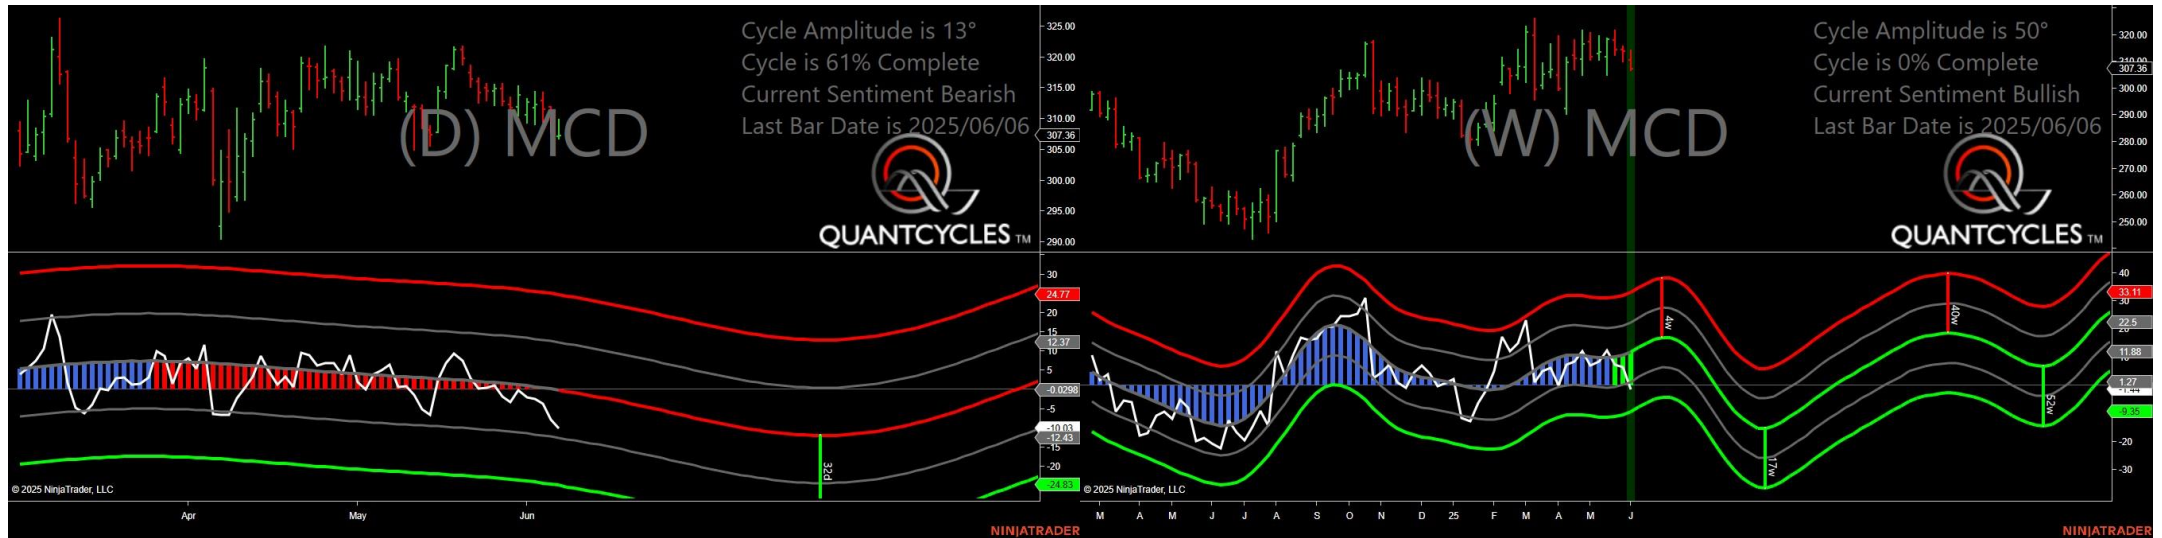 Cycle Amplitude is 13°
Cycle is 61% Complete
Current Sentiment Bearish
Last Bar Date is 2025/06/06
(D) MCD
QUANTCYCLES TM
325.00
320.00
315.00
310.00
307.36
305.00
300.00
295.00
290.00
30
24.77
20
15
12.37
10
5
-0.0298
-5
-10.03
-12.43
-15
-20
-24.83
32d
© 2025 NinjaTrader, LLC
Apr May Jun
NINJATRADER
Cycle Amplitude is 50°
Cycle is 0% Complete
Current Sentiment Bullish
Last Bar Date is 2025/06/06
(W) MCD
QUANTCYCLES TM
320.00
310.00
307.36
300.00
290.00
280.00
270.00
260.00
250.00
40
33.11
30
22.5
20
11.88
1.27
-1.44
-9.35
-20
-30
4w
17w
40w
52w
© 2025 NinjaTrader, LLC
M A M J J A S O N D 25 F M A M J
NINJATRADER